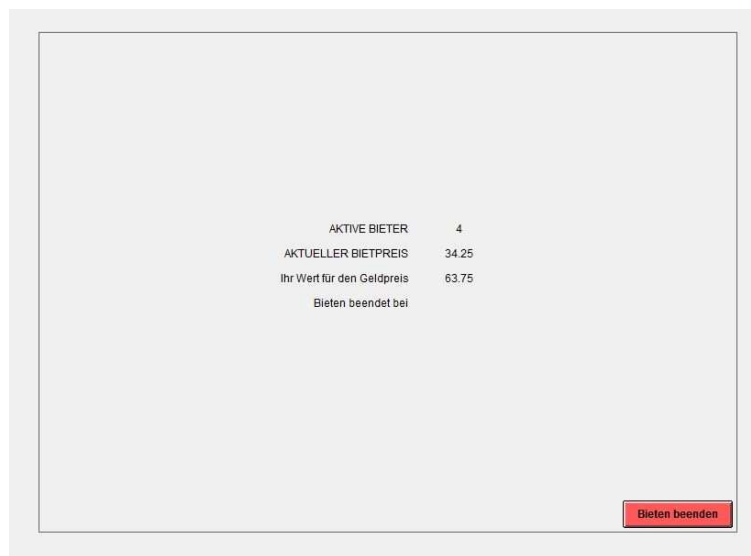 AKTIVE BIETER 4
AKTUELLER BIETPREIS 34.25
Ihr Wert für den Geldpreis 63.75
Bieten beendet bei
Bieten beenden